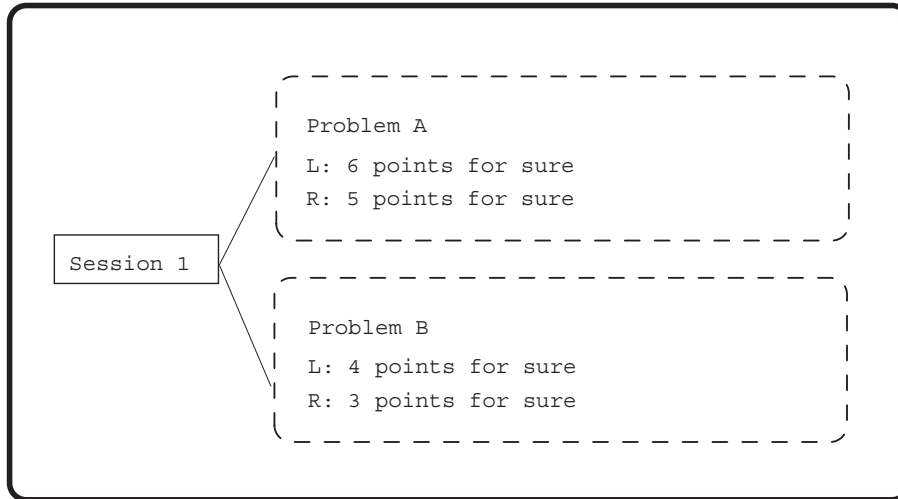 Problem A
L: 6 points for sure
R: 5 points for sure
Session 1
Problem B
L: 4 points for sure
R: 3 points for sure